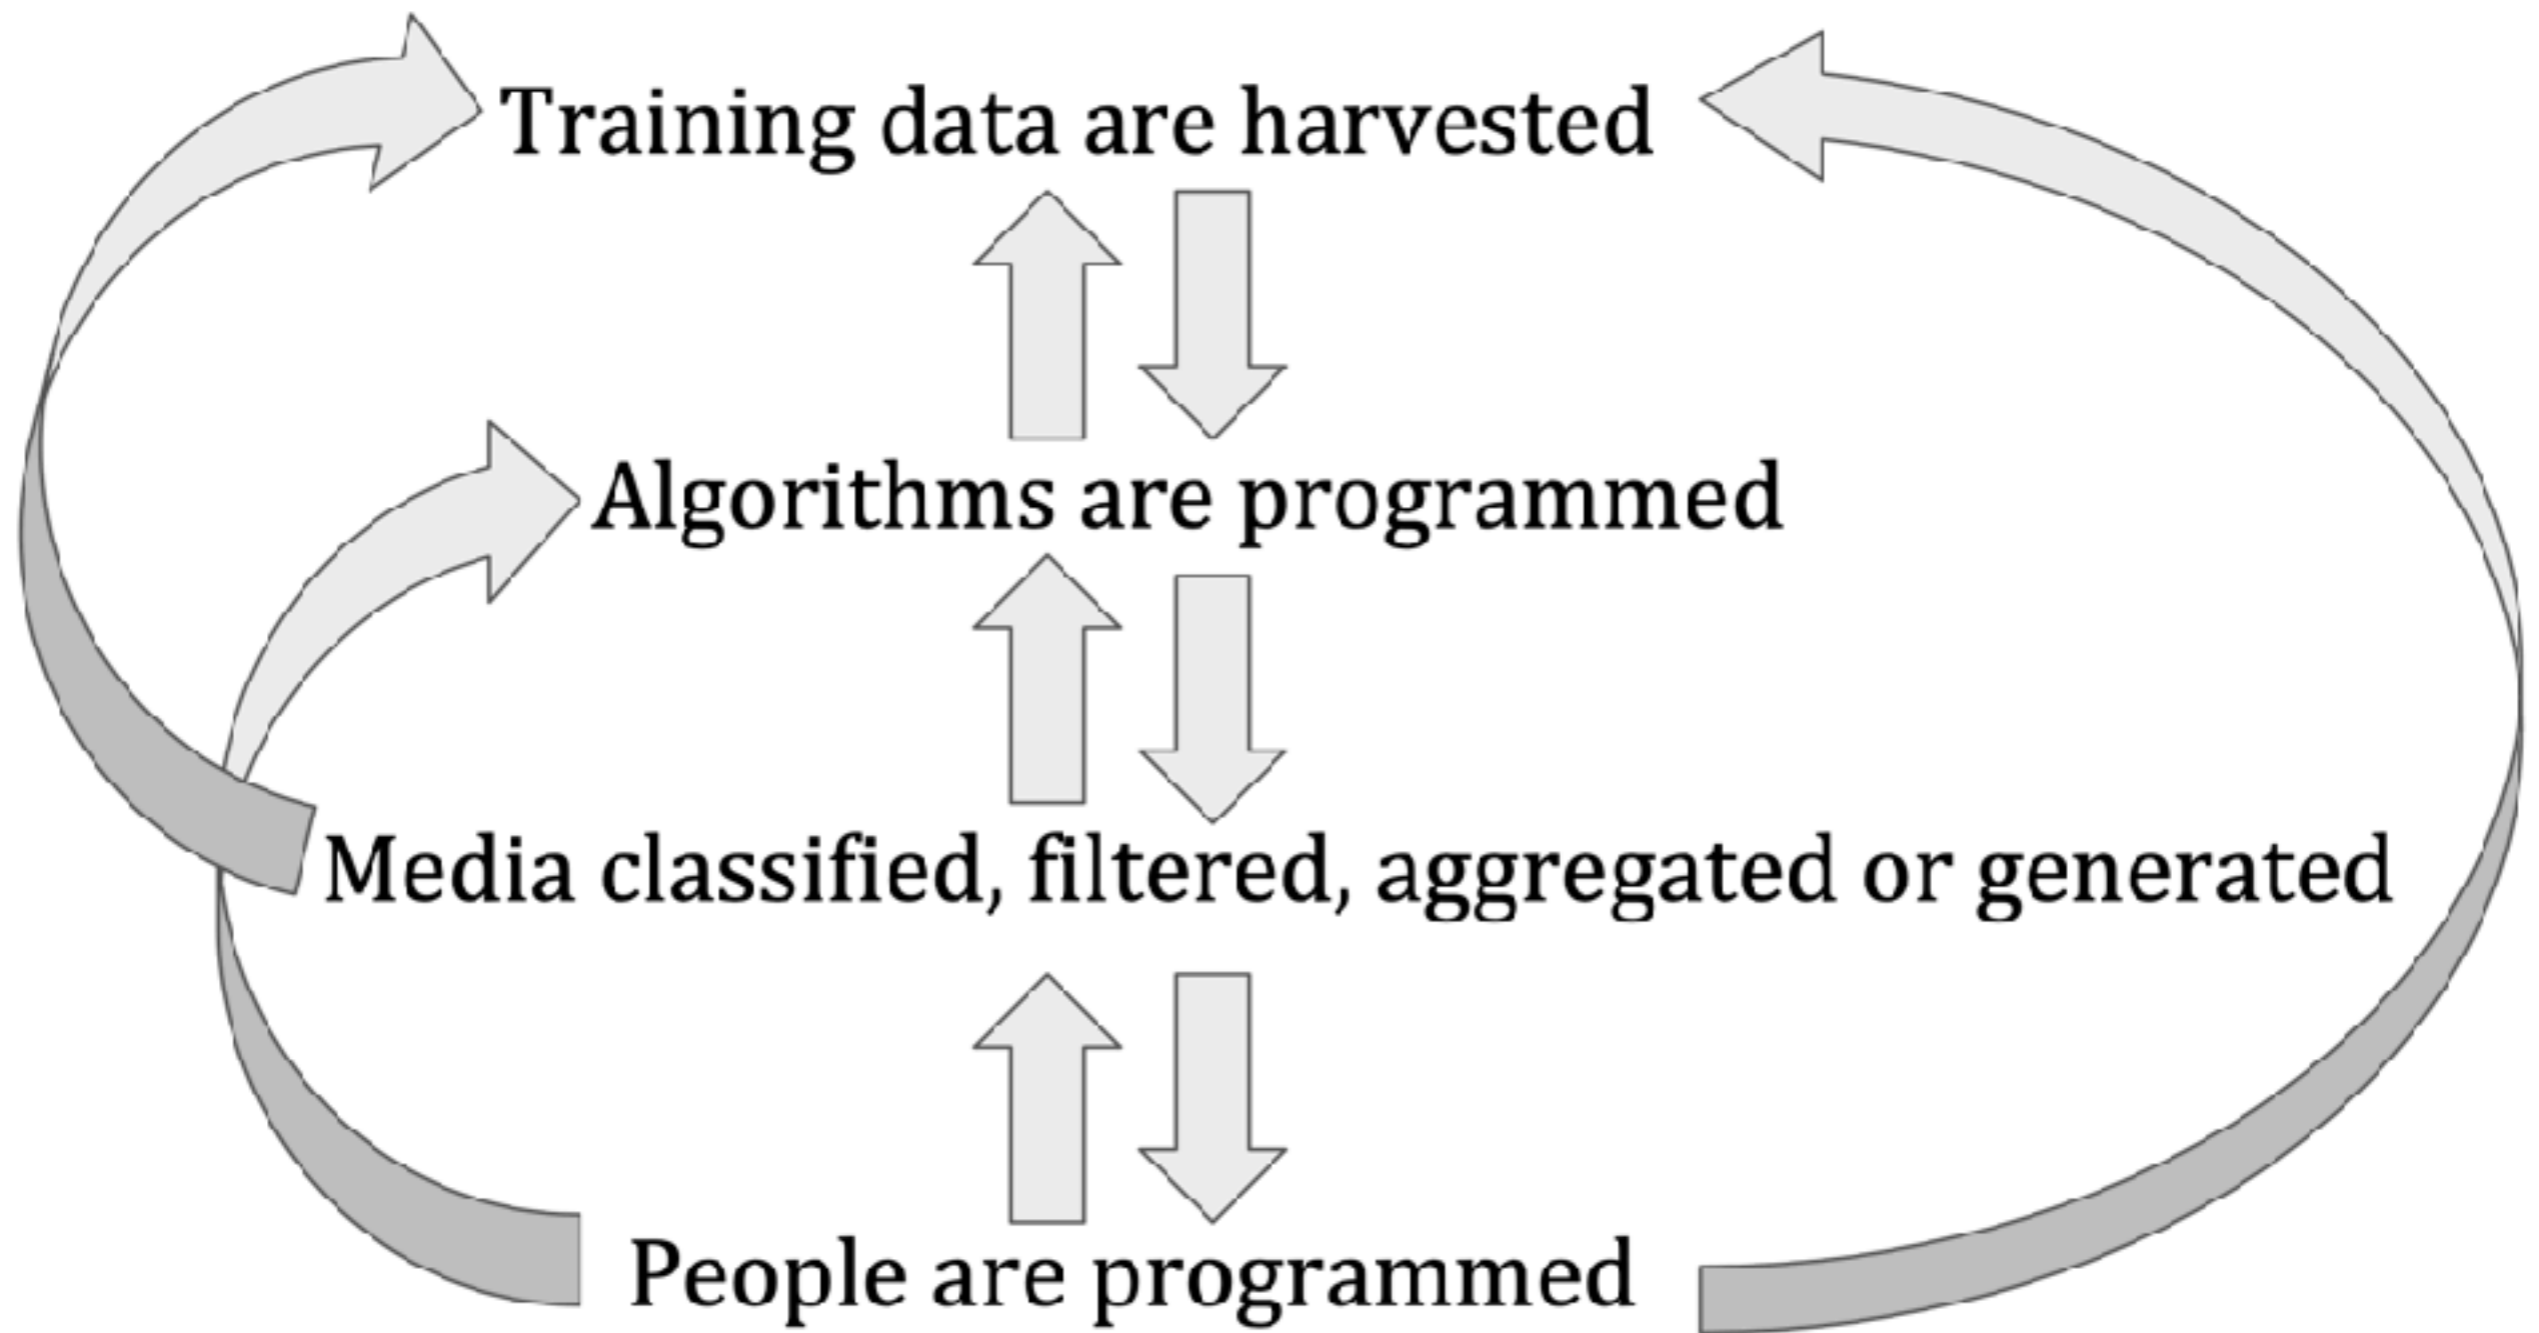 Training data are harvested
Algorithms are programmed
Media classified, filtered, aggregated or generated
People are programmed